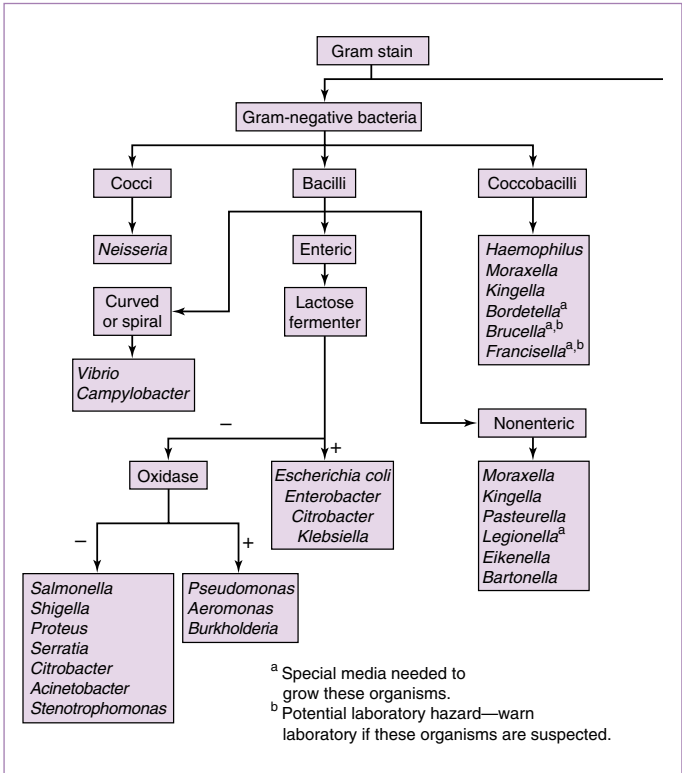 Gram stain
Gram-negative bacteria
Cocci
Bacilli
Coccobacilli
Neisseria
Enteric
Haemophilus
Moraxella
Kingella
Bordetellaᵃ
Brucellaᵃ,ᵇ
Francisellaᵃ,ᵇ
Curved
or spiral
Lactose
fermenter
Vibrio
Campylobacter
Nonenteric
−
+
Oxidase
Escherichia coli
Enterobacter
Citrobacter
Klebsiella
Moraxella
Kingella
Pasteurella
Legionellaᵃ
Eikenella
Bartonella
−
+
Salmonella
Shigella
Proteus
Serratia
Citrobacter
Acinetobacter
Stenotrophomonas
Pseudomonas
Aeromonas
Burkholderia
ᵃ Special media needed to
grow these organisms.
ᵇ Potential laboratory hazard—warn
laboratory if these organisms are suspected.